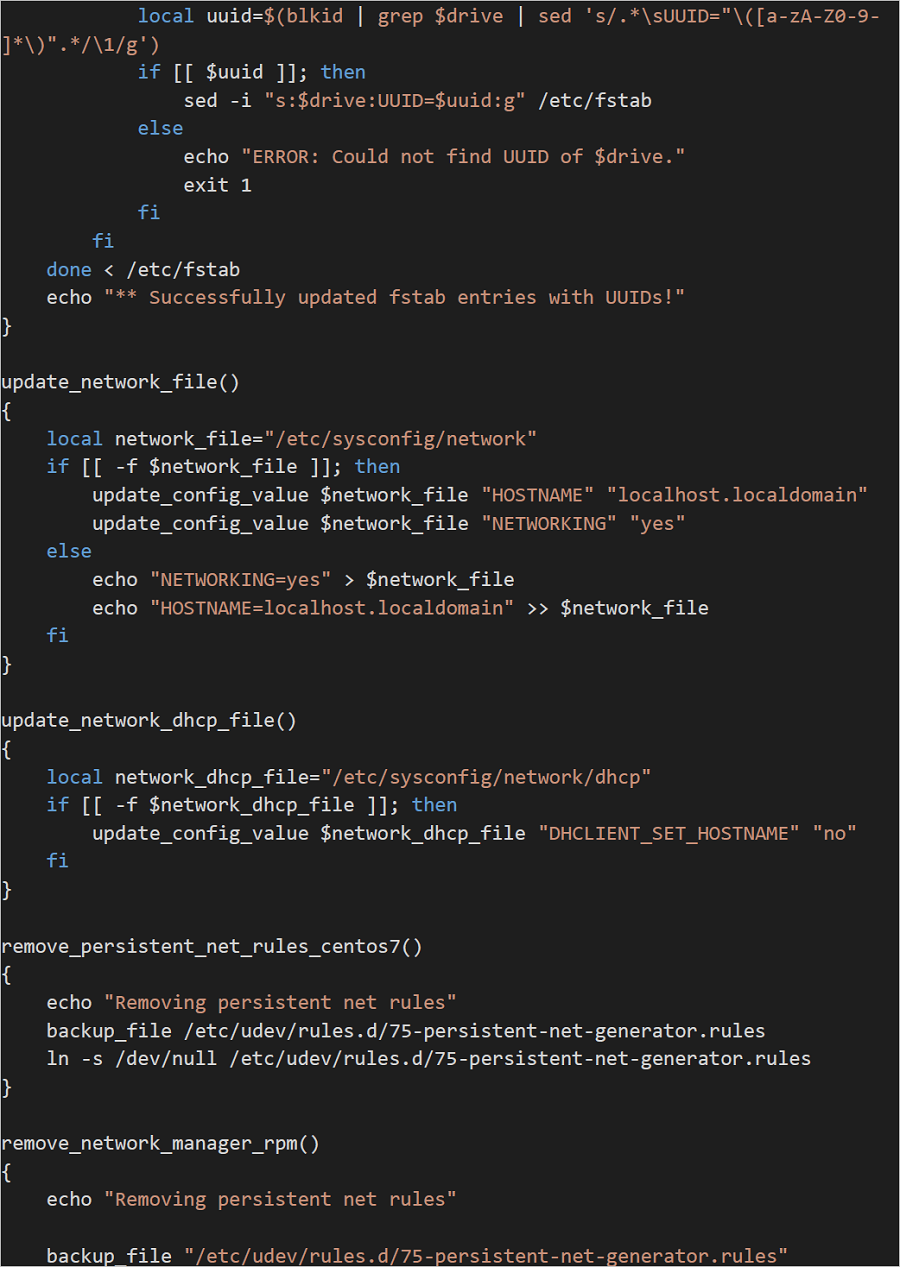 local uuid=$(blkid | grep $drive | sed 's/.*\sUUID="\([a-zA-Z0-9-
]*\)".*/\1/g')
            if [[ $uuid ]]; then
                sed -i "s:$drive:UUID=$uuid:g" /etc/fstab
            else
                echo "ERROR: Could not find UUID of $drive."
                exit 1
            fi
        fi
    done < /etc/fstab
    echo "** Successfully updated fstab entries with UUIDs!"
}

update_network_file()
{
    local network_file="/etc/sysconfig/network"
    if [[ -f $network_file ]]; then
        update_config_value $network_file "HOSTNAME" "localhost.localdomain"
        update_config_value $network_file "NETWORKING" "yes"
    else
        echo "NETWORKING=yes" > $network_file
        echo "HOSTNAME=localhost.localdomain" >> $network_file
    fi
}

update_network_dhcp_file()
{
    local network_dhcp_file="/etc/sysconfig/network/dhcp"
    if [[ -f $network_dhcp_file ]]; then
        update_config_value $network_dhcp_file "DHCLIENT_SET_HOSTNAME" "no"
    fi
}

remove_persistent_net_rules_centos7()
{
    echo "Removing persistent net rules"
    backup_file /etc/udev/rules.d/75-persistent-net-generator.rules
    ln -s /dev/null /etc/udev/rules.d/75-persistent-net-generator.rules
}

remove_network_manager_rpm()
{
    echo "Removing persistent net rules"

    backup_file "/etc/udev/rules.d/75-persistent-net-generator.rules"